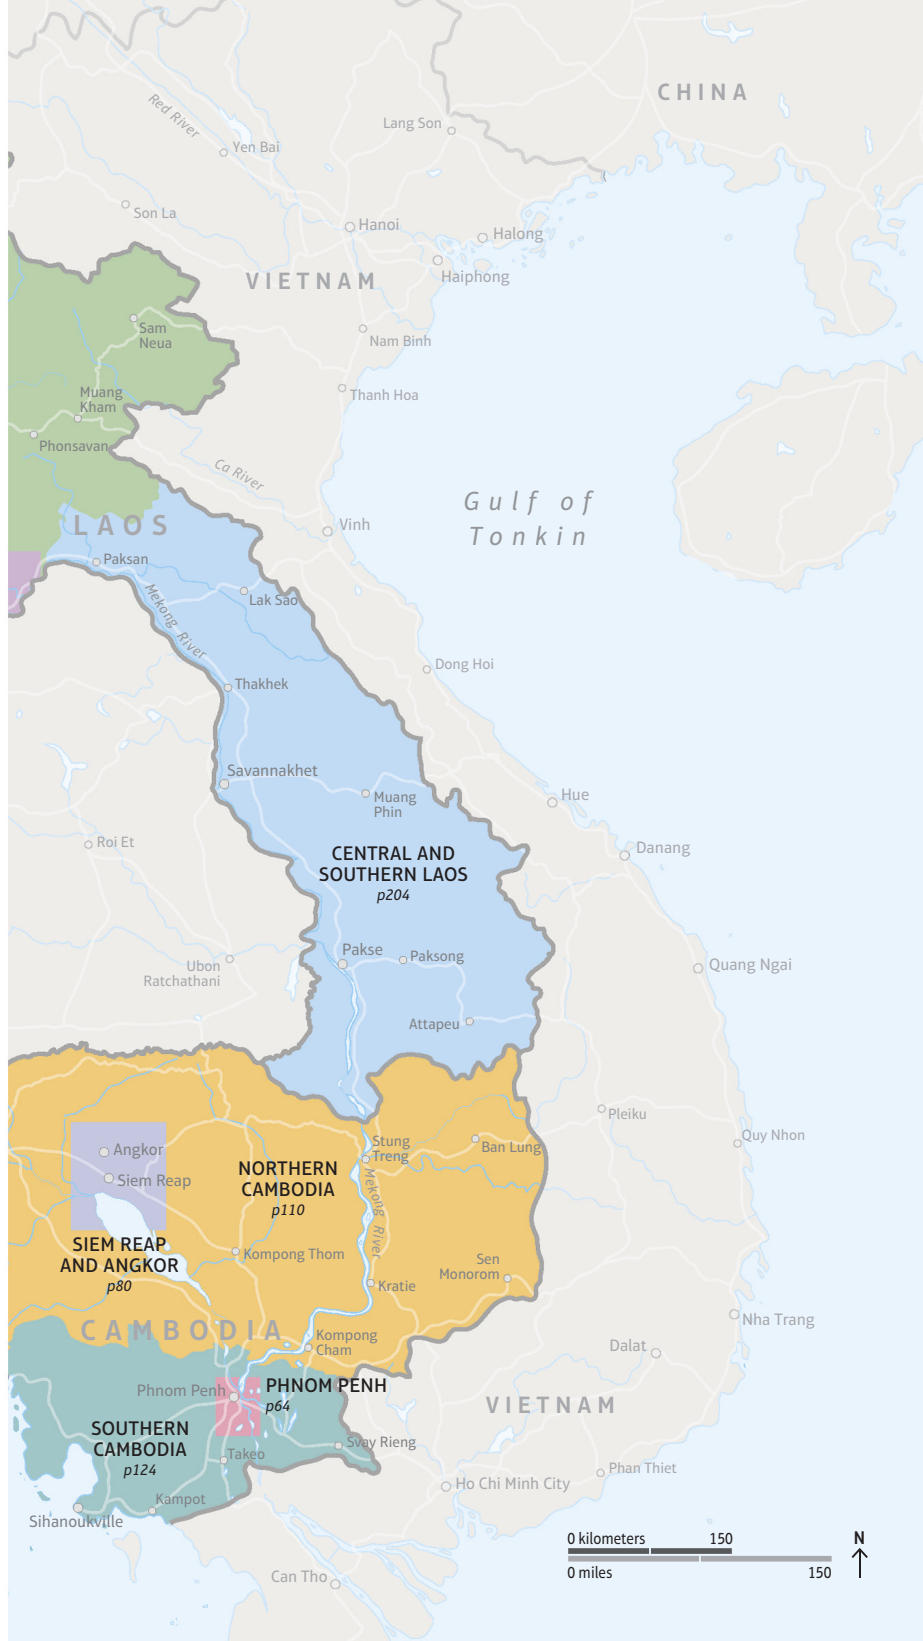 CHINA
Red River
Lang Son
Yen Bai
Son La
Hanoi
Halong
VIETNAM
Haiphong
Sam
Neua
Nam Binh
Muang
Kham
Thanh Hoa
Phonsavan
Ca River
Gulf of
Tonkin
LAOS
Vinh
Paksan
Mekong River
Lak Sao
Dong Hoi
Thakhek
Savannakhet
Muang
Phin
Hue
Roi Et
Danang
CENTRAL AND
SOUTHERN LAOS
p204
Pakse
Paksong
Ubon
Ratchathani
Quang Ngai
Attapeu
Pleiku
Quy Nhon
Angkor
Siem Reap
Stung
Treng
Ban Lung
NORTHERN
CAMBODIA
p110
Mekong River
SIEM REAP
AND ANGKOR
p80
Kompong Thom
Sen
Monorom
Kratie
CAMBODIA
Kompong
Cham
Nha Trang
Dalat
Phnom Penh
PHNOM PENH
p64
VIETNAM
SOUTHERN
CAMBODIA
p124
Svay Rieng
Takeo
Phan Thiet
Ho Chi Minh City
Kampot
Sihanoukville
Can Tho
0 kilometers 150
0 miles 150
N